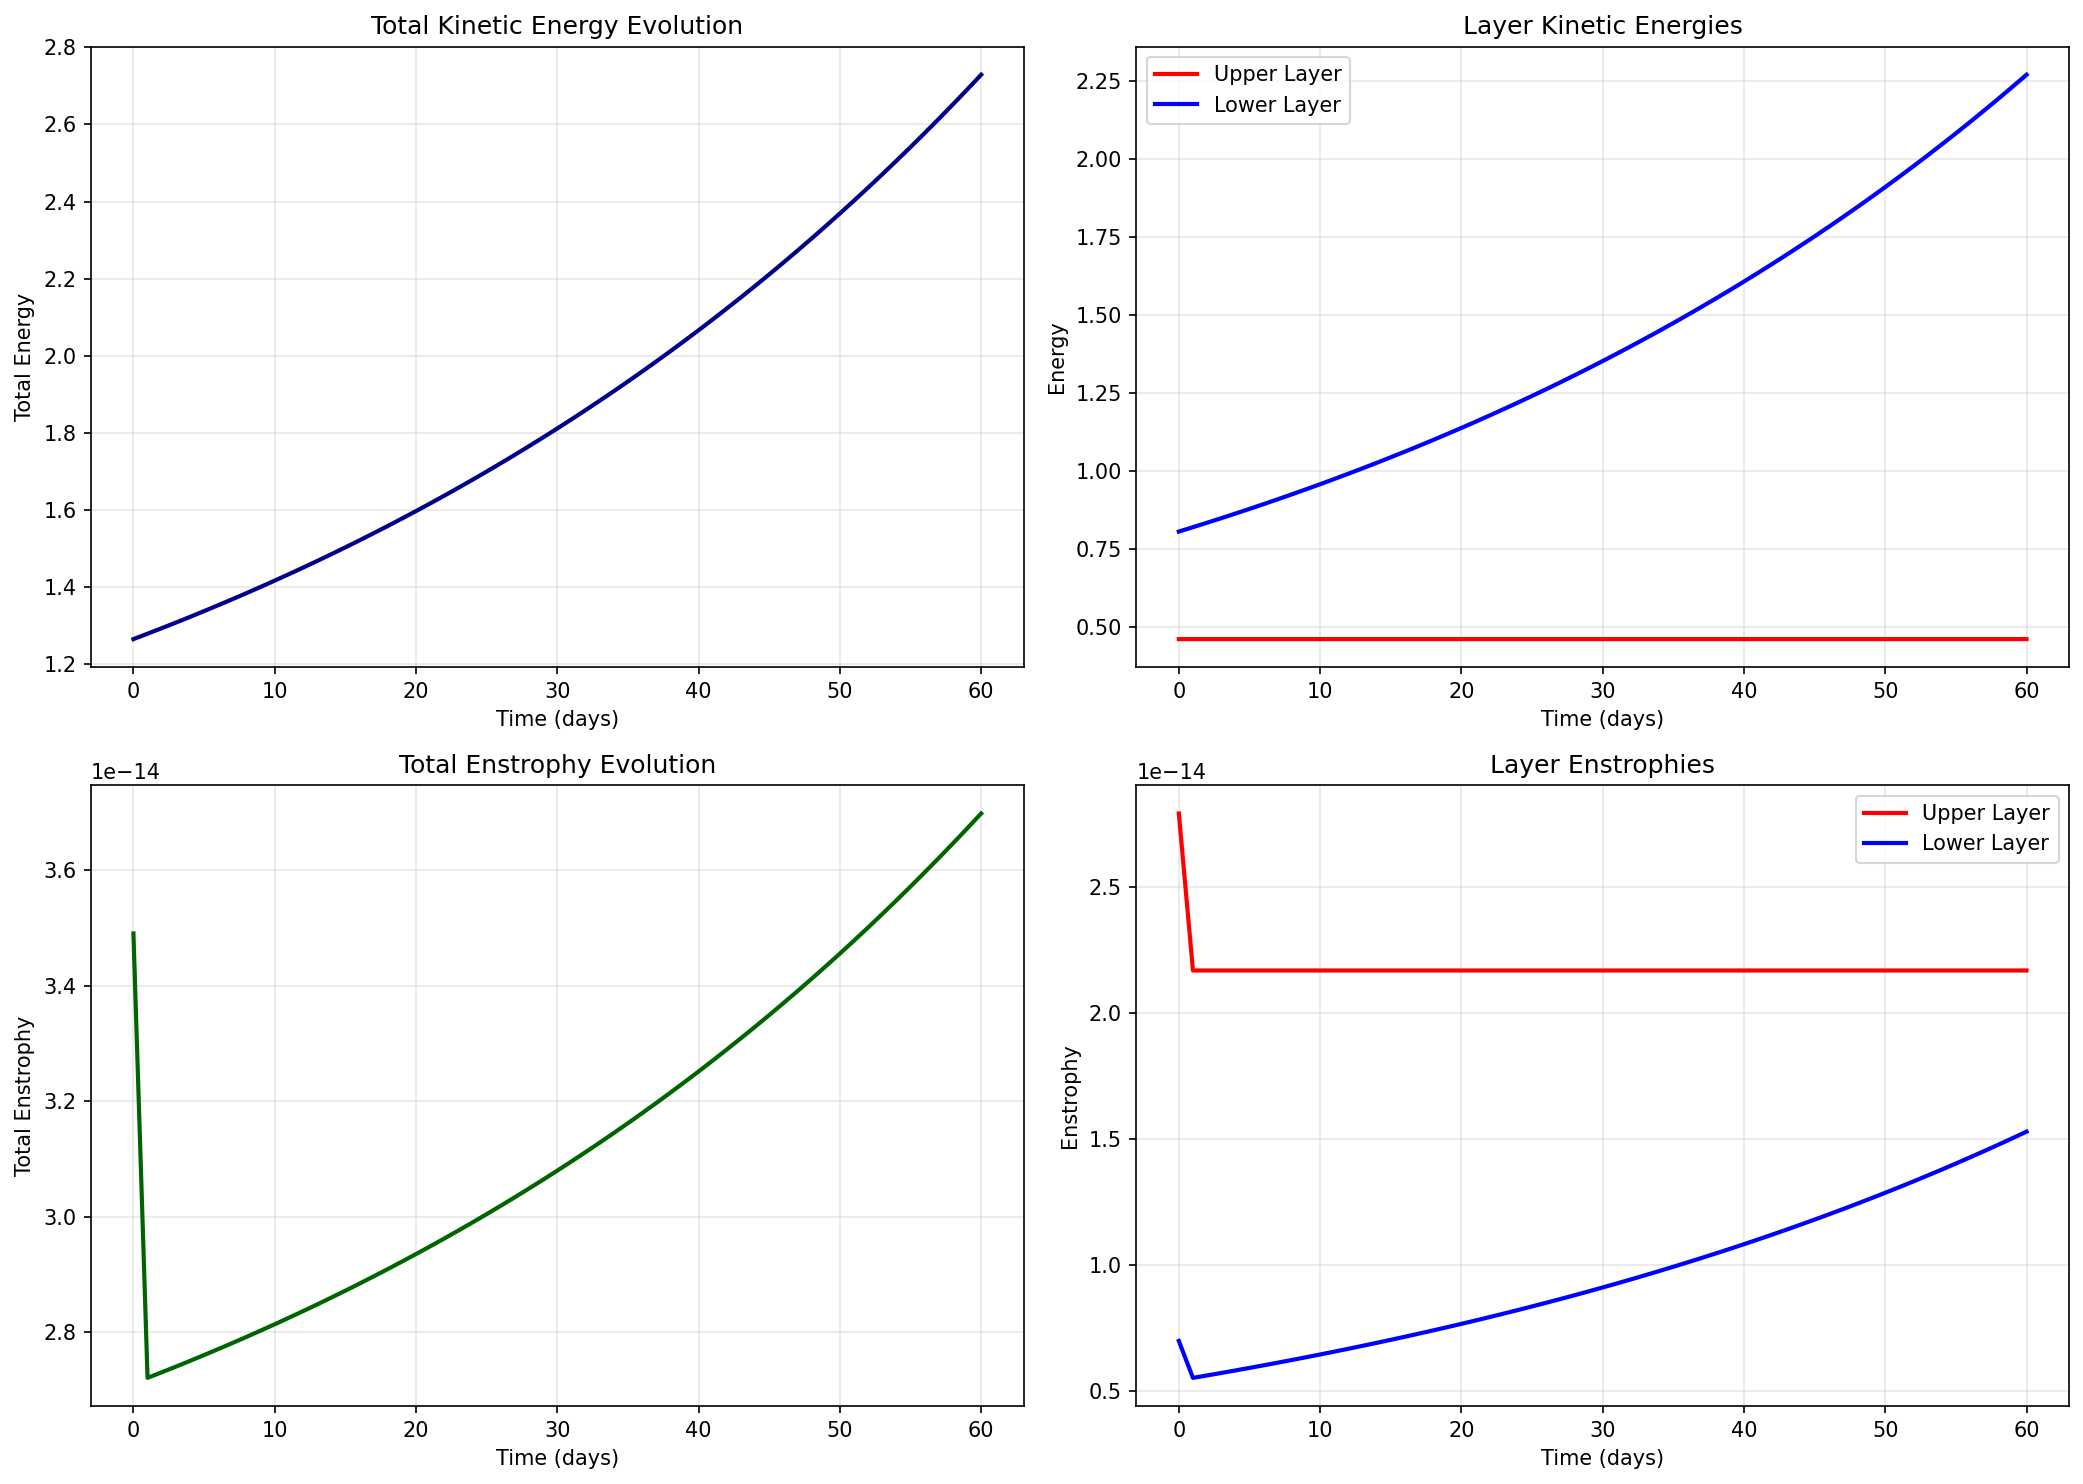 Total Kinetic Energy Evolution
Total Energy
2.8
2.6
2.4
2.2
2.0
1.8
1.6
1.4
1.2
0 10 20 30 40 50 60
Time (days)
Layer Kinetic Energies
Upper Layer
Lower Layer
Energy
2.25
2.00
1.75
1.50
1.25
1.00
0.75
0.50
0 10 20 30 40 50 60
Time (days)
Total Enstrophy Evolution
1e−14
Total Enstrophy
3.6
3.4
3.2
3.0
2.8
0 10 20 30 40 50 60
Time (days)
Layer Enstrophies
1e−14
Upper Layer
Lower Layer
Enstrophy
2.5
2.0
1.5
1.0
0.5
0 10 20 30 40 50 60
Time (days)